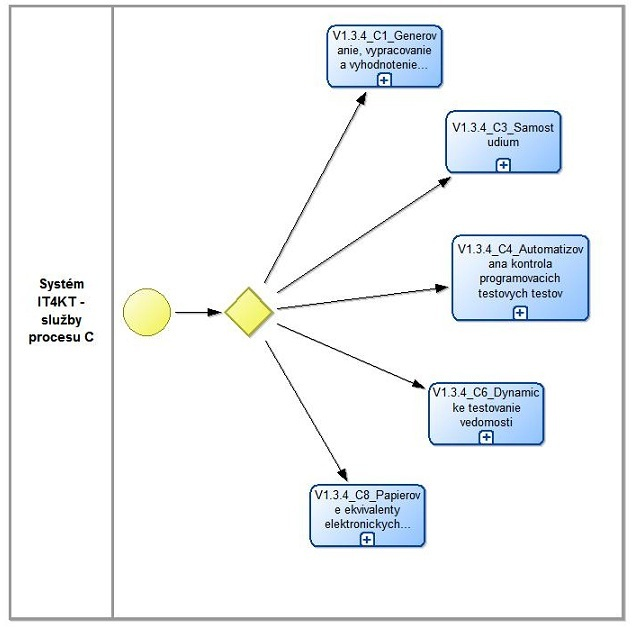 V1.3.4_C1_Generov
anie, vypracovanie
a vyhodnotenie...
V1.3.4_C3_Samost
udium
V1.3.4_C4_Automatizov
ana kontrola
programovacich
testovych testov
Systém
IT4KT -
služby
procesu C
V1.3.4_C6_Dynamic
ke testovanie
vedomosti
V1.3.4_C8_Papierov
e ekvivalenty
elektronickych...